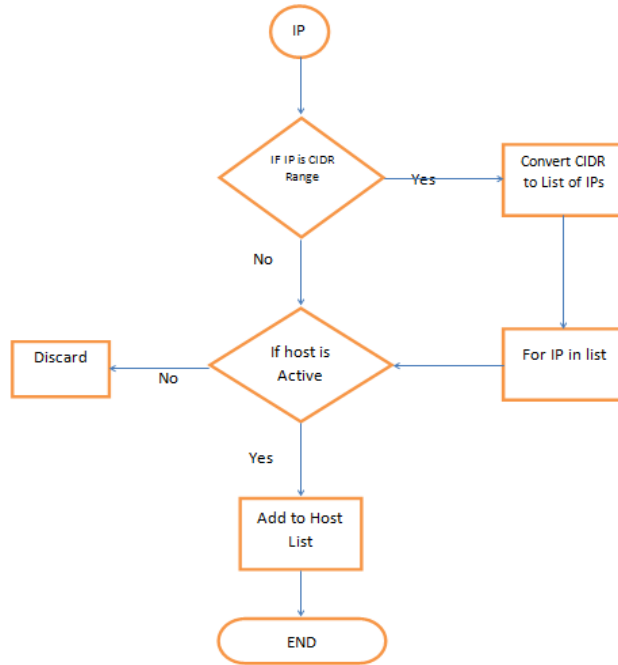 IP
IF IP is CIDR
Range
Yes
Convert CIDR
to List of IPs
No
If host is
Active
For IP in list
Discard
No
Yes
Add to Host
List
END